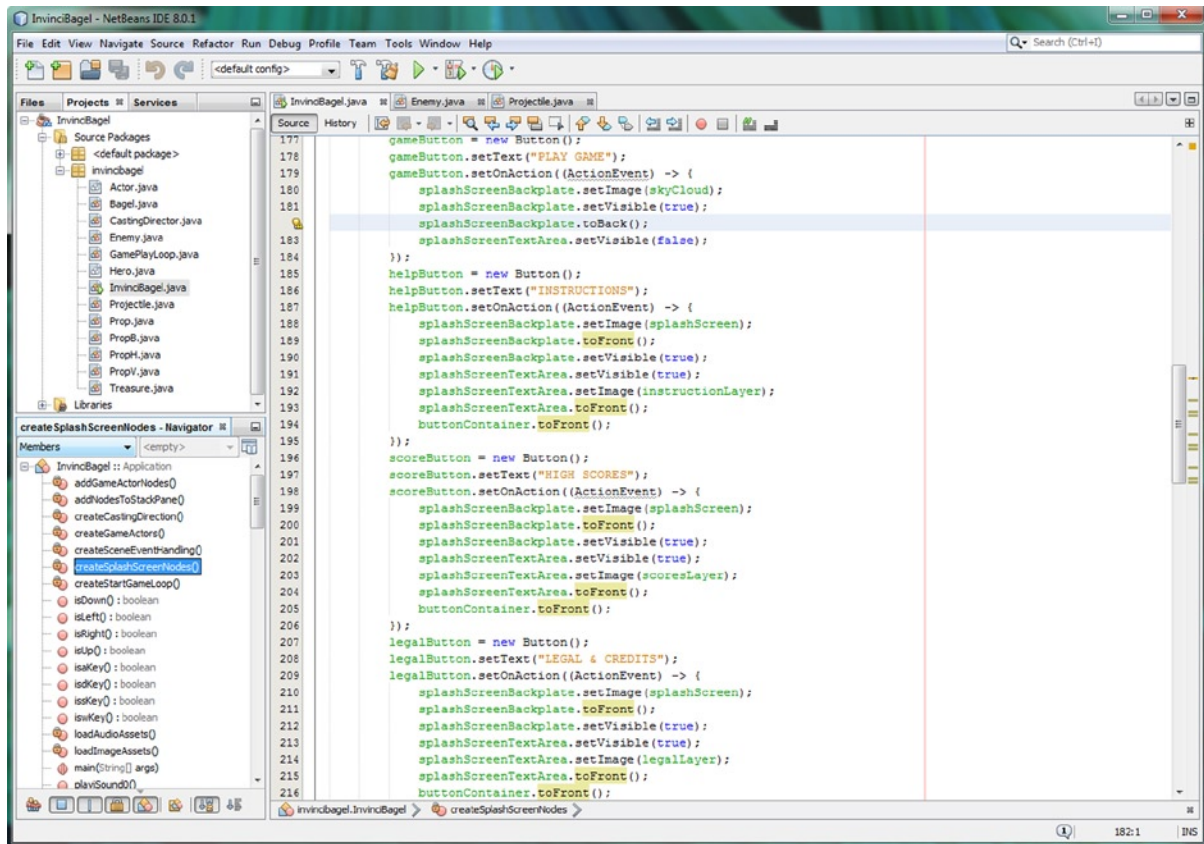 InvinciBagel - NetBeans IDE 8.0.1
File Edit View Navigate Source Refactor Run Debug Profile Team Tools Window Help
Search (Ctrl+I)
<default config>
Files Projects Services
InvinciBagel
Source Packages
<default package>
invincibagel
Actor.java
Bagel.java
CastingDirector.java
Enemy.java
GamePlayLoop.java
Hero.java
InvinciBagel.java
Projectile.java
Prop.java
PropB.java
PropH.java
PropV.java
Treasure.java
Libraries
createSplashScreenNodes - Navigator
Members <empty>
InvinciBagel :: Application
addGameActorNodes()
addNodesToStackPane()
createCastingDirection()
createGameActors()
createSceneEventHandling()
createSplashScreenNodes()
createStartGameLoop()
isDown() : boolean
isLeft() : boolean
isRight() : boolean
isUp() : boolean
isaKey() : boolean
isdKey() : boolean
issKey() : boolean
iswKey() : boolean
loadAudioAssets()
loadImageAssets()
main(String[] args)
playiSound0()
InvinciBagel.java Enemy.java Projectile.java
Source History
177 gameButton = new Button();
178 gameButton.setText("PLAY GAME");
179 gameButton.setOnAction((ActionEvent) -> {
180 splashScreenBackplate.setImage(skyCloud);
181 splashScreenBackplate.setVisible(true);
splashScreenBackplate.toBack();
183 splashScreenTextArea.setVisible(false);
184 });
185 helpButton = new Button();
186 helpButton.setText("INSTRUCTIONS");
187 helpButton.setOnAction((ActionEvent) -> {
188 splashScreenBackplate.setImage(splashScreen);
189 splashScreenBackplate.toFront();
190 splashScreenBackplate.setVisible(true);
191 splashScreenTextArea.setVisible(true);
192 splashScreenTextArea.setImage(instructionLayer);
193 splashScreenTextArea.toFront();
194 buttonContainer.toFront();
195 });
196 scoreButton = new Button();
197 scoreButton.setText("HIGH SCORES");
198 scoreButton.setOnAction((ActionEvent) -> {
199 splashScreenBackplate.setImage(splashScreen);
200 splashScreenBackplate.toFront();
201 splashScreenBackplate.setVisible(true);
202 splashScreenTextArea.setVisible(true);
203 splashScreenTextArea.setImage(scoresLayer);
204 splashScreenTextArea.toFront();
205 buttonContainer.toFront();
206 });
207 legalButton = new Button();
208 legalButton.setText("LEGAL & CREDITS");
209 legalButton.setOnAction((ActionEvent) -> {
210 splashScreenBackplate.setImage(splashScreen);
211 splashScreenBackplate.toFront();
212 splashScreenBackplate.setVisible(true);
213 splashScreenTextArea.setVisible(true);
214 splashScreenTextArea.setImage(legalLayer);
215 splashScreenTextArea.toFront();
216 buttonContainer.toFront();
invincibagel.InvinciBagel createSplashScreenNodes
1 182:1 INS